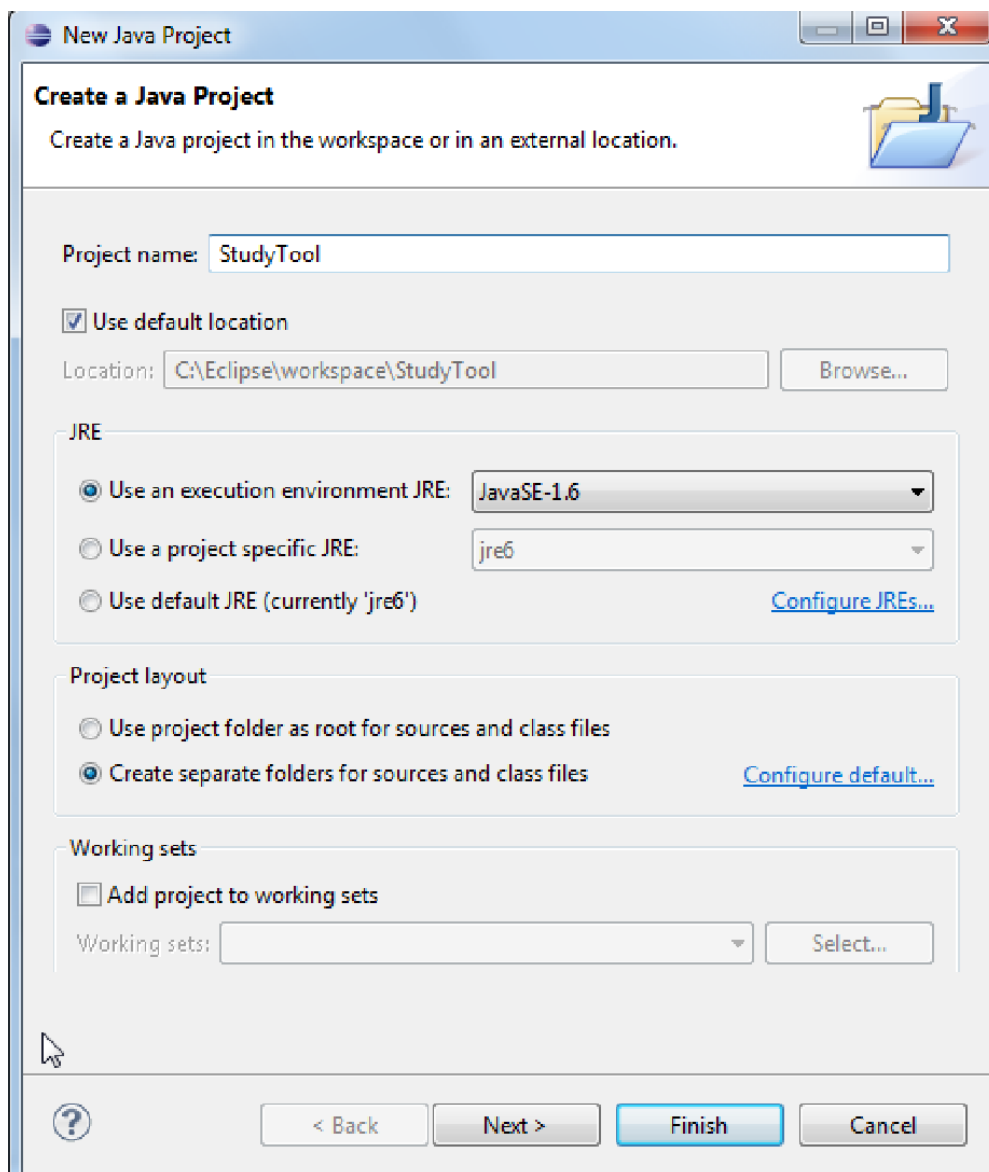 New Java Project
Create a Java Project
Create a Java project in the workspace or in an external location.
Project name: StudyTool
Use default location
Location: C:\Eclipse\workspace\StudyTool Browse...
JRE
Use an execution environment JRE: JavaSE-1.6
Use a project specific JRE: jre6
Use default JRE (currently 'jre6') Configure JREs...
Project layout
Use project folder as root for sources and class files
Create separate folders for sources and class files Configure default...
Working sets
Add project to working sets
Working sets: Select...
? < Back Next > Finish Cancel